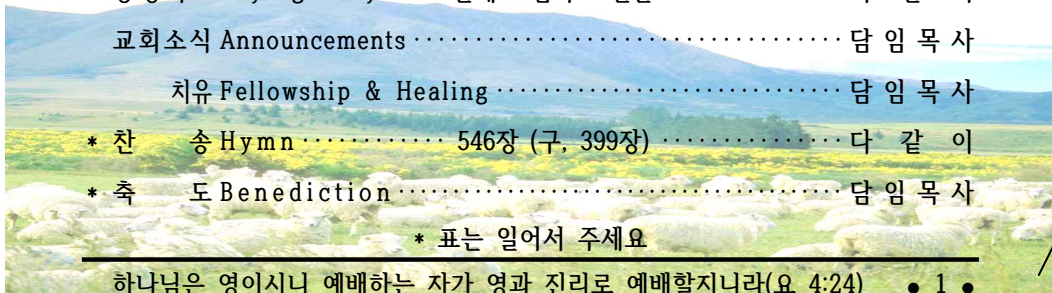 교회소식 Announcements ··································· 담 임 목 사
치유 Fellowship & Healing ···························· 담 임 목 사
* 찬 송 Hymn ············ 546장 (구, 399장) ··············· 다 같 이
* 축 도 Benediction ···································· 담 임 목 사
* 표는 일어서 주세요
하나님은 영이시니 예배하는 자가 영과 진리로 예배할지니라(요 4:24) ● 1 ●